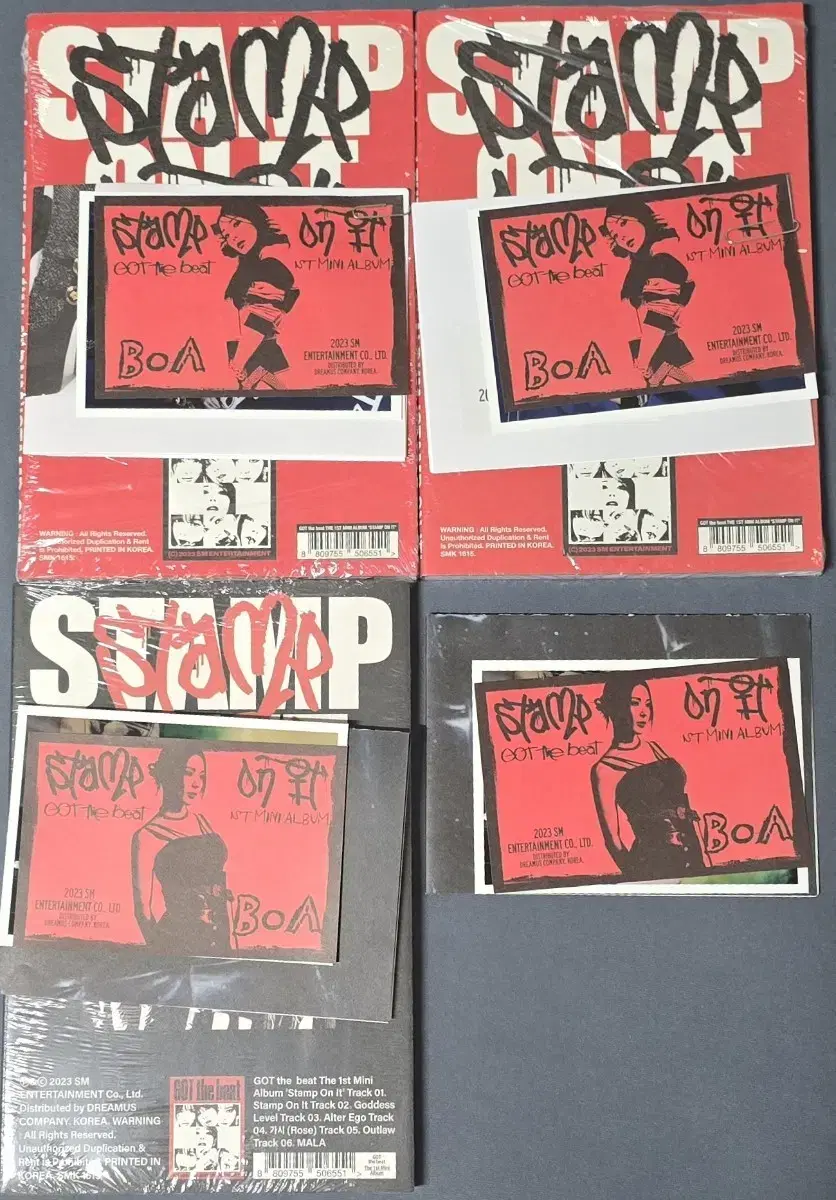 STAMP
Stamp
ON IT
Stamp
on it
GOT the beat
1ST MINI ALBUM
BoA
2023 SM
ENTERTAINMENT CO., LTD.
DISTRIBUTED BY
DREAMUS COMPANY. KOREA.
WARNING : All Rights Reserved.
Unauthorized Duplication & Rent
is Prohibited. PRINTED IN KOREA.
SMK 1615.
(C) 2023 SM ENTERTAINMENT
GOT the beat THE 1ST MINI ALBUM 'STAMP ON IT'
8 809755 506551 >
STAMP
Stamp
ON IT
Stamp
on it
GOT the beat
1ST MINI ALBUM
BoA
2023 SM
ENTERTAINMENT CO., LTD.
DISTRIBUTED BY
DREAMUS COMPANY. KOREA.
WARNING : All Rights Reserved.
Unauthorized Duplication & Rent
is Prohibited. PRINTED IN KOREA.
SMK 1615.
(C) 2023 SM ENTERTAINMENT
GOT the beat THE 1ST MINI ALBUM 'STAMP ON IT'
8 809755 506551 >
STAMP
Stamp
Stamp
on it
GOT the beat
1ST MINI ALBUM
2023 SM
ENTERTAINMENT CO., LTD.
DISTRIBUTED BY
DREAMUS COMPANY. KOREA.
BoA
℗&© 2023 SM
ENTERTAINMENT Co., Ltd.
Distributed by DREAMUS
COMPANY. KOREA. WARNING
: All Rights Reserved.
Unauthorized Duplication &
Rent is Prohibited. PRINTED IN
KOREA. SMK 1615
GOT the beat
GOT the beat The 1st Mini
Album 'Stamp On It' Track 01.
Stamp On It Track 02. Goddess
Level Track 03. Alter Ego Track
04. 가시 (Rose) Track 05. Outlaw
Track 06. MALA
8 809755 506551 >
GOT
the beat
The 1st Mini
Album
Stamp
on it
GOT the beat
1ST MINI ALBUM
2023 SM
ENTERTAINMENT CO., LTD.
DISTRIBUTED BY
DREAMUS COMPANY. KOREA.
BoA